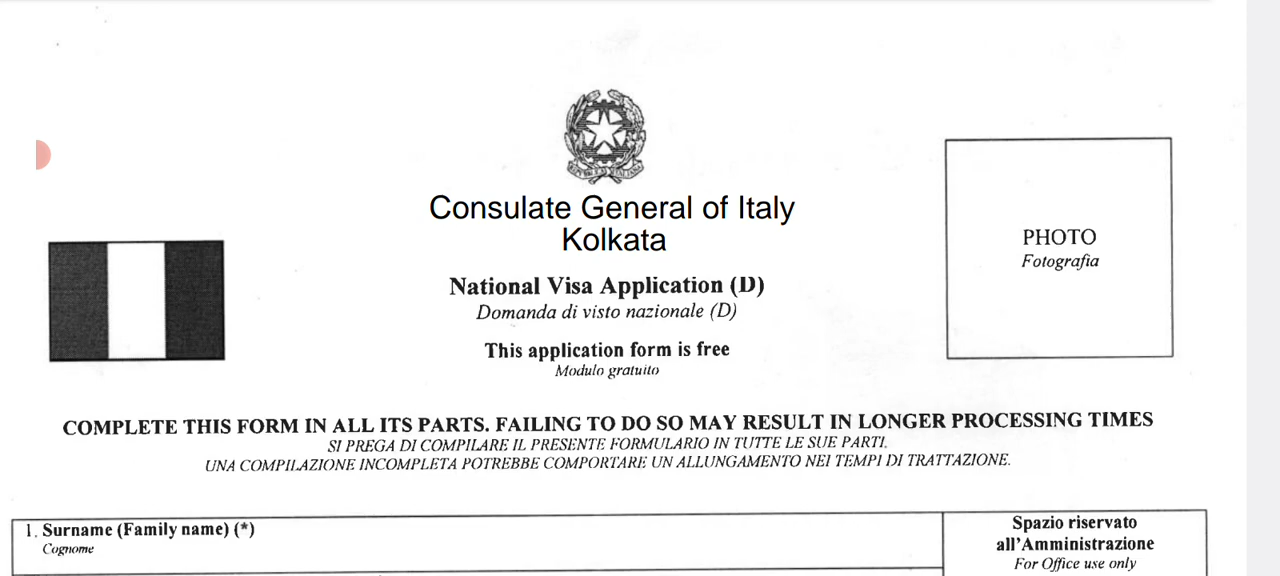 Consulate General of Italy
Kolkata
National Visa Application (D)
Domanda di visto nazionale (D)
This application form is free
Modulo gratuito
PHOTO
Fotografia
COMPLETE THIS FORM IN ALL ITS PARTS. FAILING TO DO SO MAY RESULT IN LONGER PROCESSING TIMES
SI PREGA DI COMPILARE IL PRESENTE FORMULARIO IN TUTTE LE SUE PARTI.
UNA COMPILAZIONE INCOMPLETA POTREBBE COMPORTARE UN ALLUNGAMENTO NEI TEMPI DI TRATTAZIONE.
1. Surname (Family name) (*)
Cognome
Spazio riservato
all'Amministrazione
For Office use only